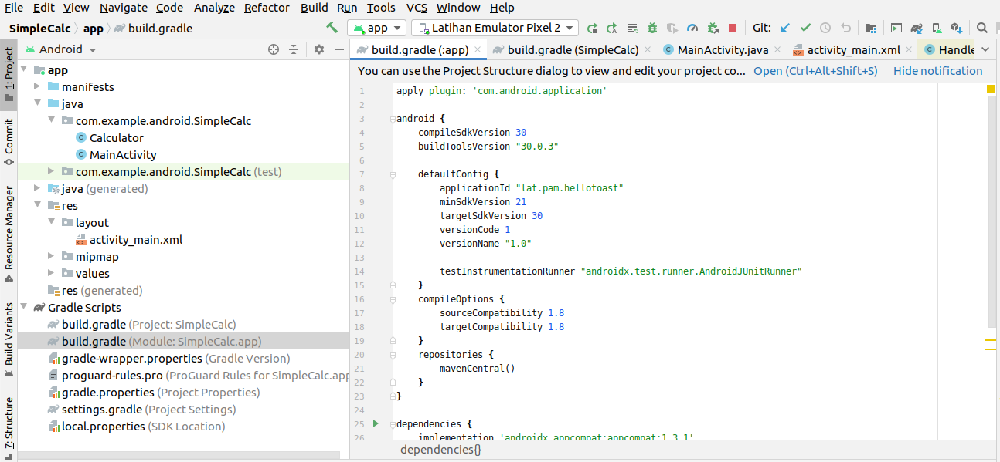 File Edit View Navigate Code Analyze Refactor Build Run Tools VCS Window Help
SimpleCalc app build.gradle app Latihan Emulator Pixel 2 Git:
Android
build.gradle (:app) build.gradle (SimpleCalc) MainActivity.java activity_main.xml Handle
You can use the Project Structure dialog to view and edit your project co... Open (Ctrl+Alt+Shift+S) Hide notification
1: Project
Commit
Resource Manager
Build Variants
7: Structure
app
manifests
java
com.example.android.SimpleCalc
Calculator
MainActivity
com.example.android.SimpleCalc (test)
java (generated)
res
layout
activity_main.xml
mipmap
values
res (generated)
Gradle Scripts
build.gradle (Project: SimpleCalc)
build.gradle (Module: SimpleCalc.app)
gradle-wrapper.properties (Gradle Version)
proguard-rules.pro (ProGuard Rules for SimpleCalc.app
gradle.properties (Project Properties)
settings.gradle (Project Settings)
local.properties (SDK Location)
1 apply plugin: 'com.android.application'
2
3 android {
4 compileSdkVersion 30
5 buildToolsVersion "30.0.3"
6
7 defaultConfig {
8 applicationId "lat.pam.hellotoast"
9 minSdkVersion 21
10 targetSdkVersion 30
11 versionCode 1
12 versionName "1.0"
13
14 testInstrumentationRunner "androidx.test.runner.AndroidJUnitRunner"
15 }
16 compileOptions {
17 sourceCompatibility 1.8
18 targetCompatibility 1.8
19 }
20 repositories {
21 mavenCentral()
22 }
23 }
24
25 dependencies {
26 implementation 'androidx.appcompat:appcompat:1.3.1'
dependencies{}